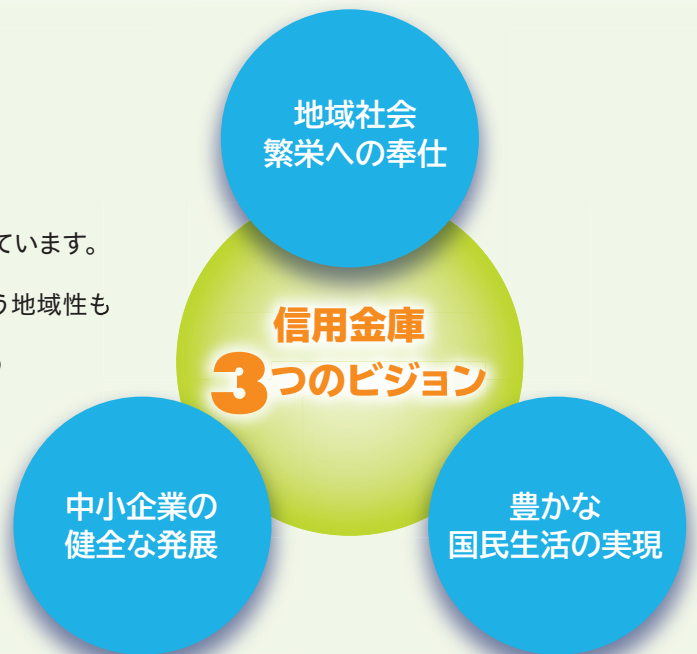 地域社会
繁栄への奉仕
ています。
う地域性も
信用金庫
3つのビジョン
中小企業の
健全な発展
豊かな
国民生活の実現